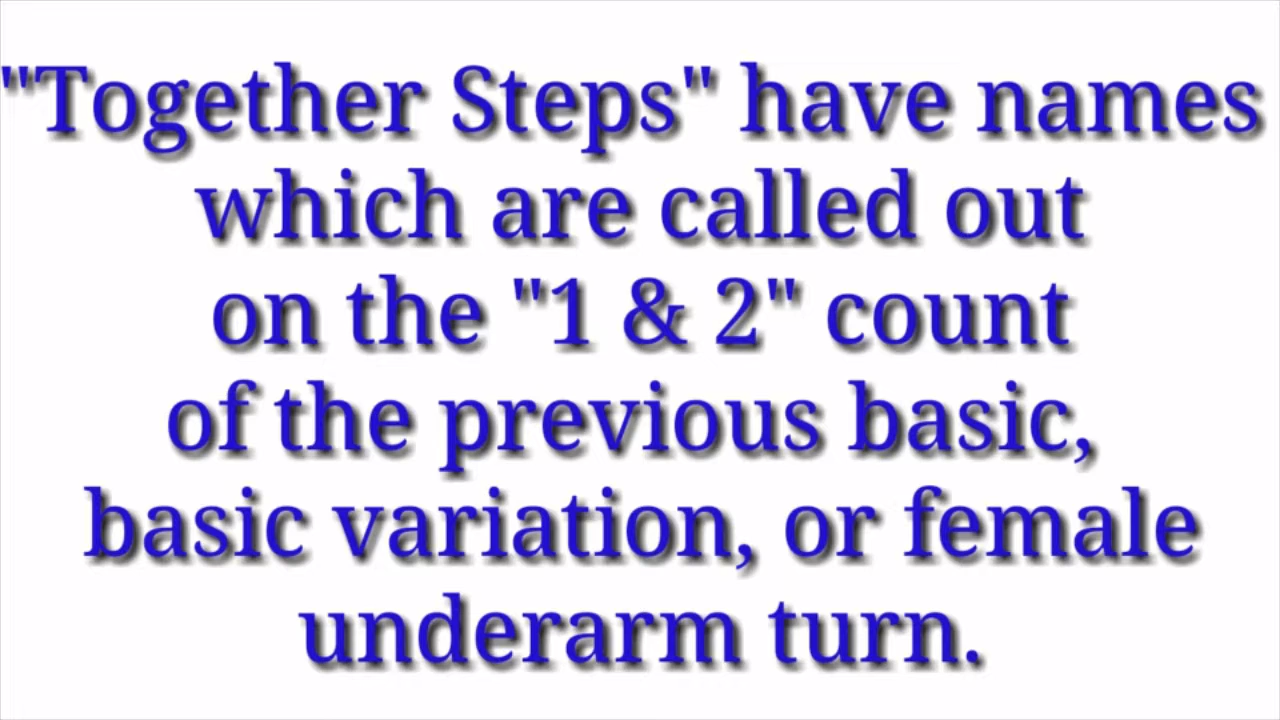 "Together Steps" have names
which are called out
on the "1 & 2" count
of the previous basic,
basic variation, or female
underarm turn.